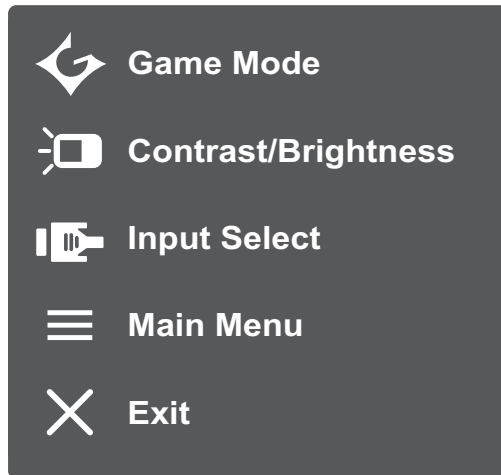 Game Mode
Contrast/Brightness
Input Select
Main Menu
Exit